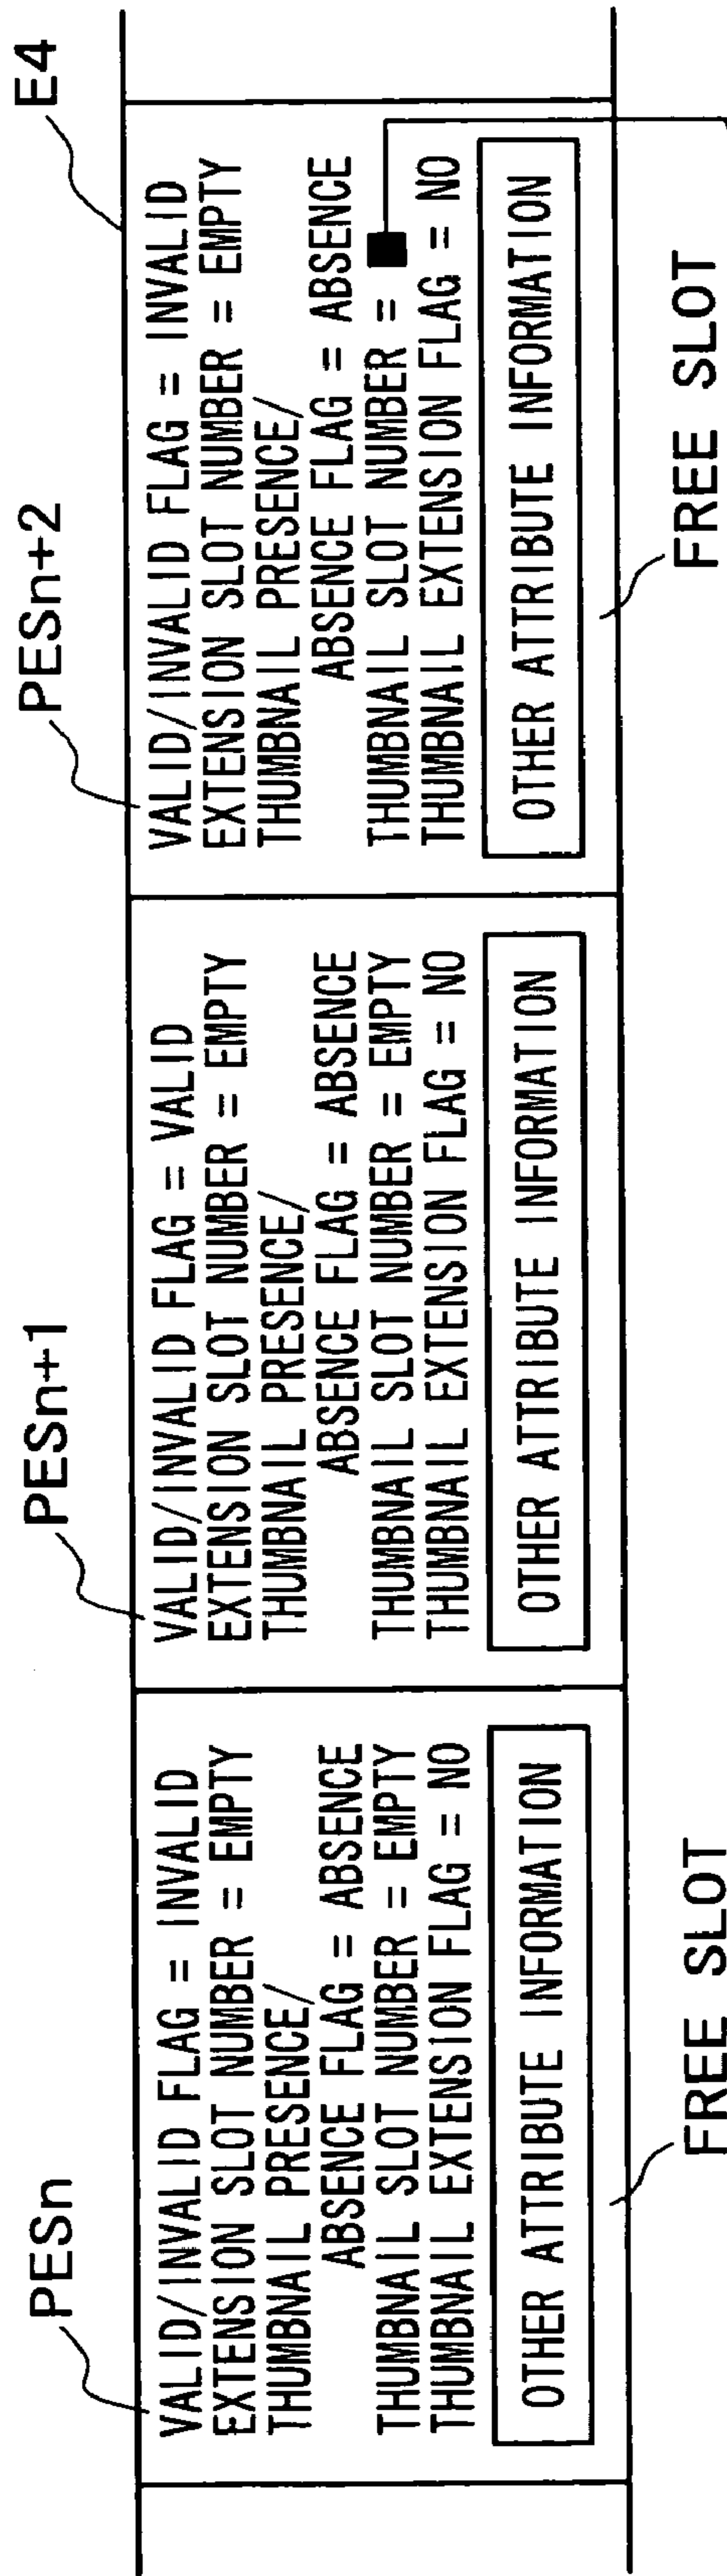 E4
PESn
VALID/INVALID FLAG = INVALID
EXTENSION SLOT NUMBER = EMPTY
THUMBNAIL PRESENCE/
ABSENCE FLAG = ABSENCE
THUMBNAIL SLOT NUMBER = EMPTY
THUMBNAIL EXTENSION FLAG = NO
OTHER ATTRIBUTE INFORMATION
FREE SLOT
PESn+1
VALID/INVALID FLAG = VALID
EXTENSION SLOT NUMBER = EMPTY
THUMBNAIL PRESENCE/
ABSENCE FLAG = ABSENCE
THUMBNAIL SLOT NUMBER = EMPTY
THUMBNAIL EXTENSION FLAG = NO
OTHER ATTRIBUTE INFORMATION
PESn+2
VALID/INVALID FLAG = INVALID
EXTENSION SLOT NUMBER = EMPTY
THUMBNAIL PRESENCE/
ABSENCE FLAG = ABSENCE
THUMBNAIL SLOT NUMBER =
THUMBNAIL EXTENSION FLAG = NO
OTHER ATTRIBUTE INFORMATION
FREE SLOT